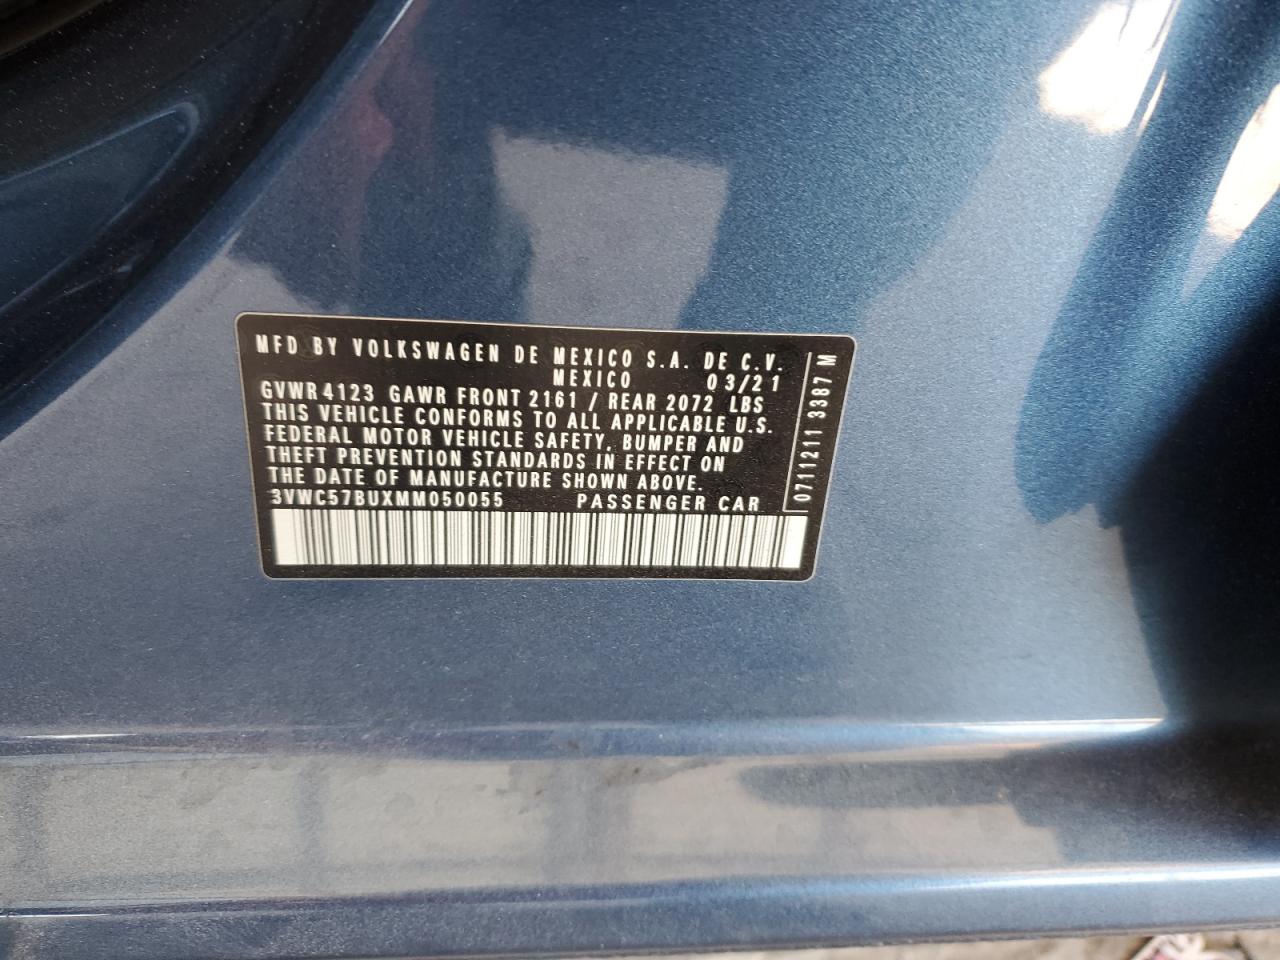 MFD BY VOLKSWAGEN DE MEXICO S.A. DE C.V.
MEXICO 03/21
GVWR 4123 GAWR FRONT 2161 / REAR 2072 LBS
THIS VEHICLE CONFORMS TO ALL APPLICABLE U.S.
FEDERAL MOTOR VEHICLE SAFETY, BUMPER AND
THEFT PREVENTION STANDARDS IN EFFECT ON
THE DATE OF MANUFACTURE SHOWN ABOVE.
3VWC57BUXMM050055 PASSENGER CAR
0711211 3387 M